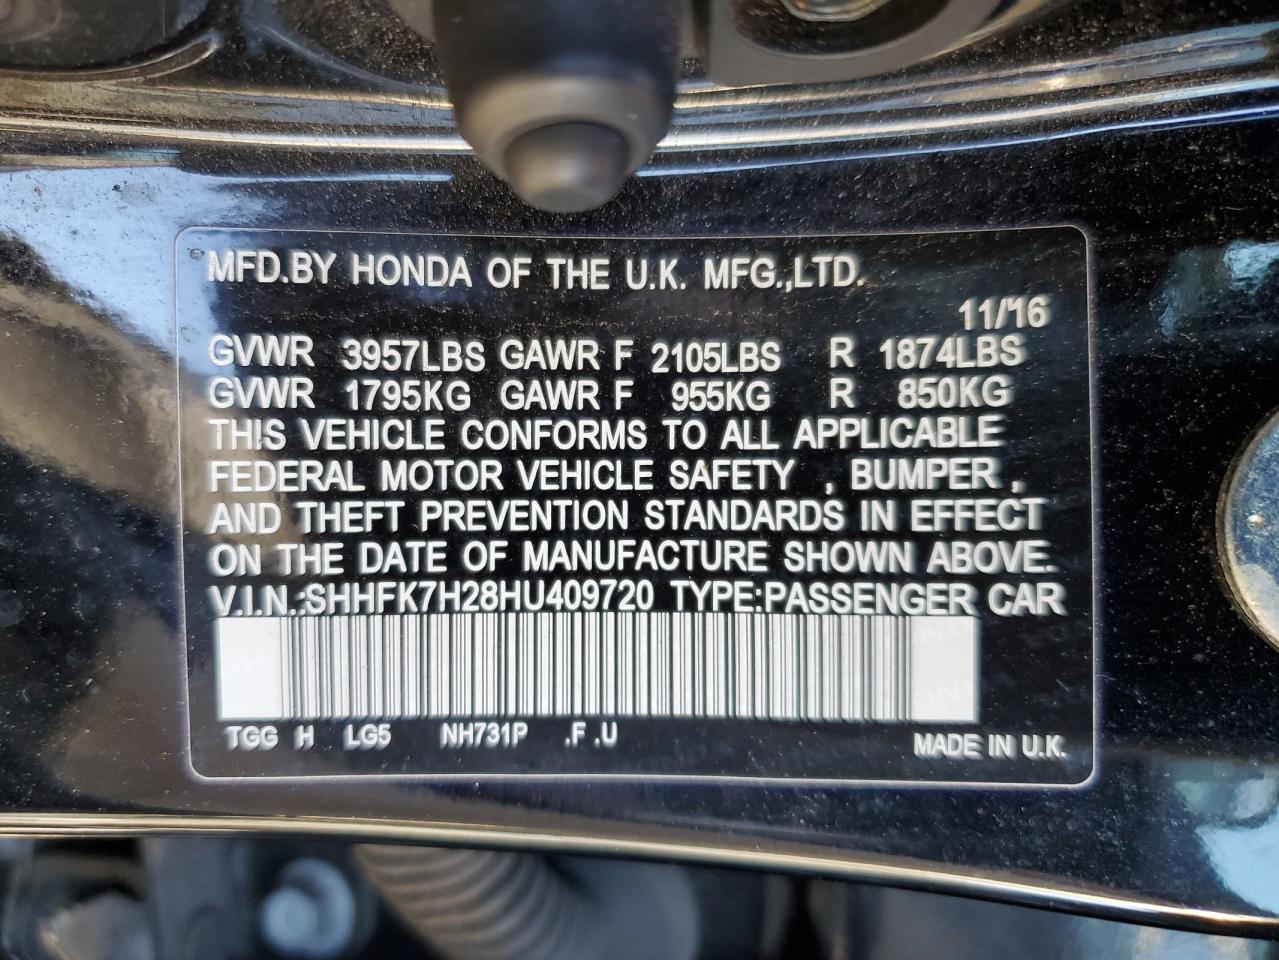 MFD.BY HONDA OF THE U.K. MFG.,LTD.
11/16
GVWR 3957LBS GAWR F 2105LBS R 1874LBS
GVWR 1795KG GAWR F 955KG R 850KG
THIS VEHICLE CONFORMS TO ALL APPLICABLE
FEDERAL MOTOR VEHICLE SAFETY , BUMPER ,
AND THEFT PREVENTION STANDARDS IN EFFECT
ON THE DATE OF MANUFACTURE SHOWN ABOVE.
V.I.N.:SHHFK7H28HU409720 TYPE:PASSENGER CAR
TGG H LG5 NH731P .F .U
MADE IN U.K.